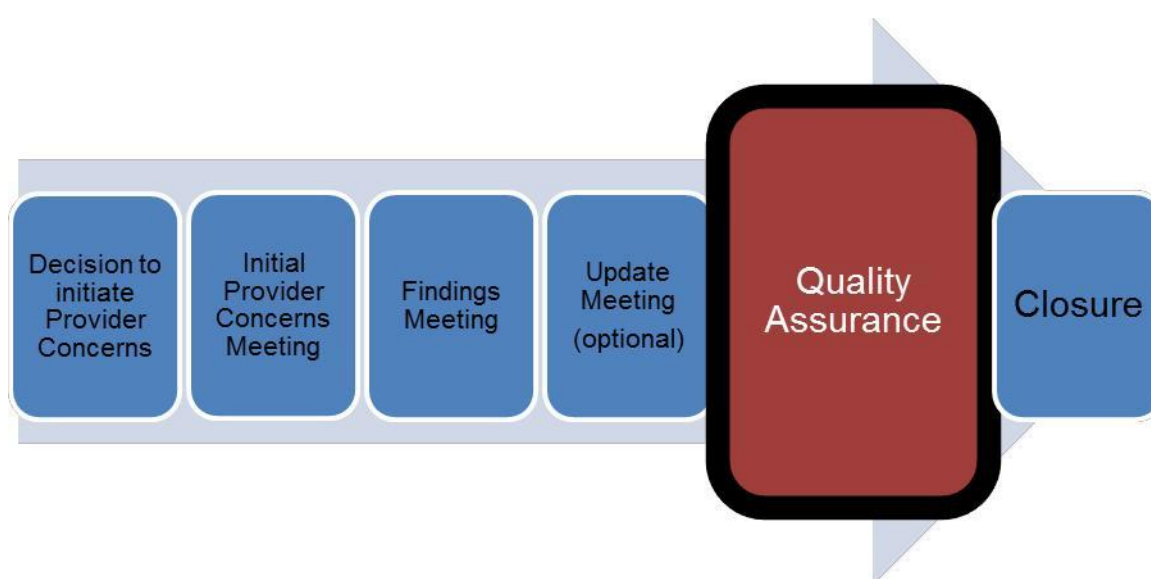 Decision to
initiate
Provider
Concerns
Initial
Provider
Concerns
Meeting
Findings
Meeting
Update
Meeting
(optional)
Quality
Assurance
Closure